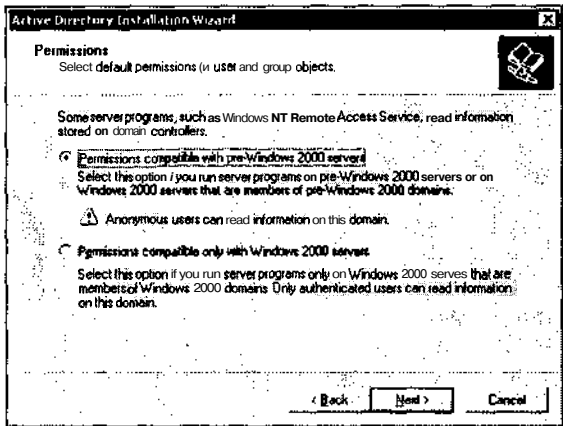 Active Directory Installation Wizard
Permissions
Select default permissions (и user and group objects.
Some server programs, such as Windows NT Remote Access Service, read information
stored on domain controllers.
Permissions compatible with pre-Windows 2000 servers
Select this option i you run server programs on pre-Windows 2000 servers or on
Windows 2000 servers that are members of pre-Windows 2000 domains.
Anonymous users can read information on this domain.
Permissions compatible only with Windows 2000 servers
Select this option if you run server programs only on Windows 2000 serves that are
members of Windows 2000 domains. Only authenticated users can read information
on this domain.
< Back Next > Cancel